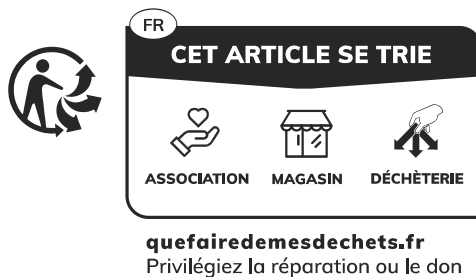 FR
CET ARTICLE SE TRIE
ASSOCIATION MAGASIN DÉCHÈTERIE
quefairedemesdechets.fr
Privilégiez la réparation ou le don